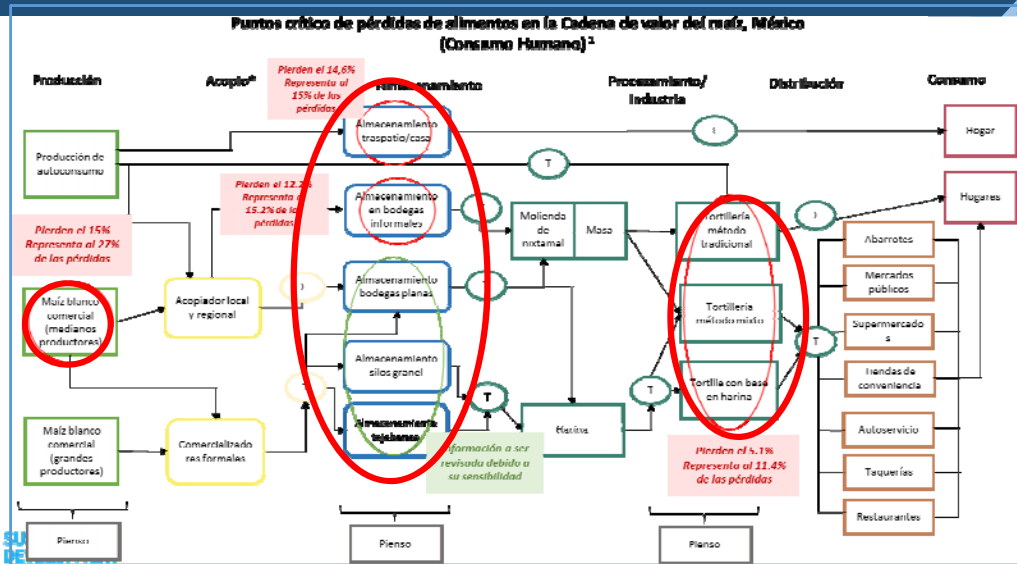 Puntos crítico de pérdidas de alimentos en la Cadena de valor del maíz, México
(Consumo Humano) 1
Producción
Acopio*
Almacenamiento
Procesamiento/
Industria
Distribución
Consumo
Pierden el 14,6%
Representa al
15% de las
pérdidas
Almacenamiento
traspatio/casa
Hogar
Producción de
autoconsumo
T
Pierden el 12.2%
Representa
15.2% de las
pérdidas
Almacenamiento
en bodegas
informales
Molienda
de
nixtamal
Masa
Tortillería
método
tradicional
Hogares
Pierden el 15%
Representa al 27%
de las pérdidas
Abarrotes
Maíz blanco
comercial
(medianos
productores)
Acopiador local
y regional
Almacenamiento
bodegas planas
T
Mercados
públicos
Tortillería
método mixto
Supermercado
s
T
Almacenamiento
silos granel
Tiendas de
conveniencia
T
T
Tortilla con base
en harina
Almacenamiento
tejabanes
Harina
Autoservicio
Maíz blanco
comercial
(grandes
productores)
Comercializado
res formales
Información a ser
revisada debido a
su sensibilidad
Pierden el 5.1%
Representa al 11.4%
de las pérdidas
Taquerías
Restaurantes
Pienso
Pienso
Pienso